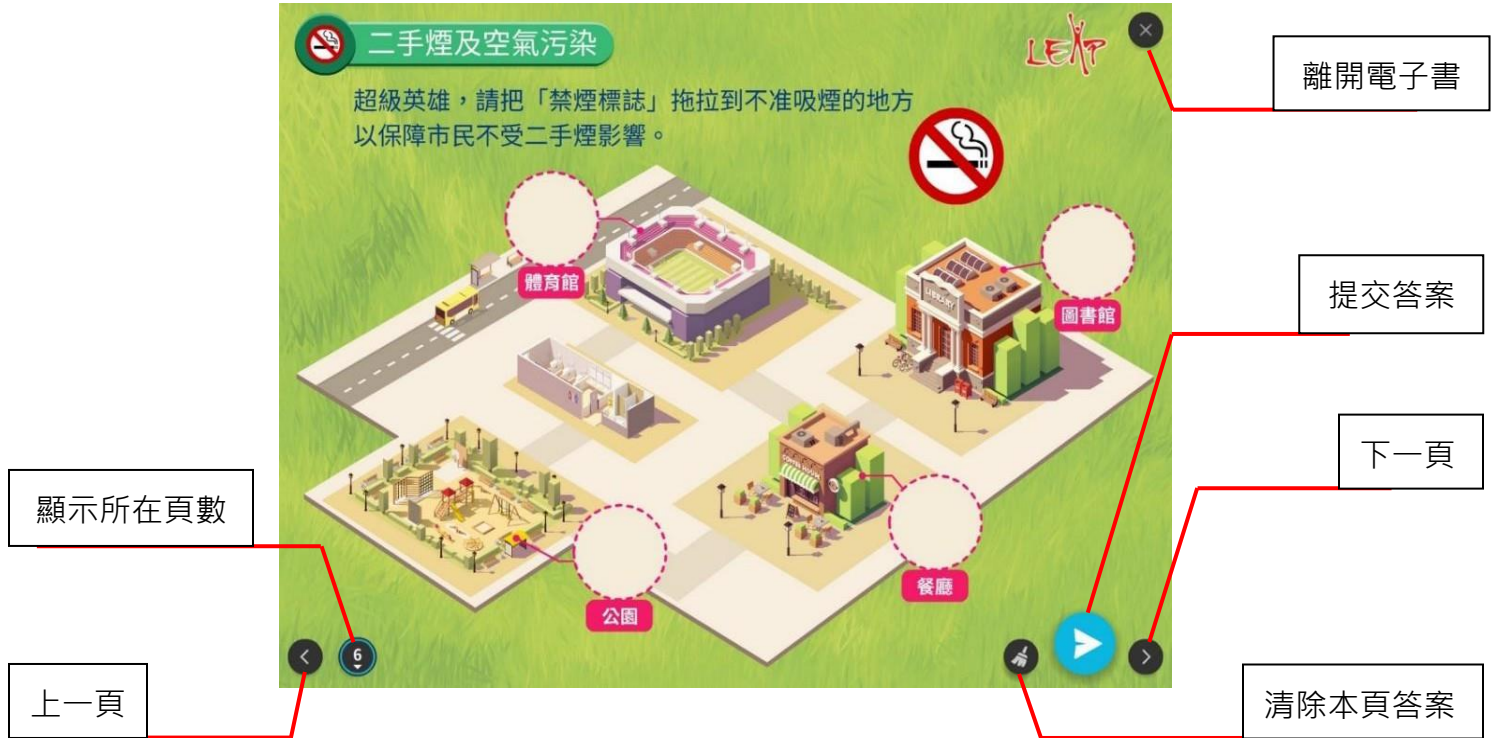 二手煙及空氣污染
LEAP
離開電子書
超級英雄，請把「禁煙標誌」拖拉到不准吸煙的地方
以保障市民不受二手煙影響。
體育館
LIBRARY
圖書館
提交答案
下一頁
顯示所在頁數
餐廳
公園
6
上一頁
清除本頁答案